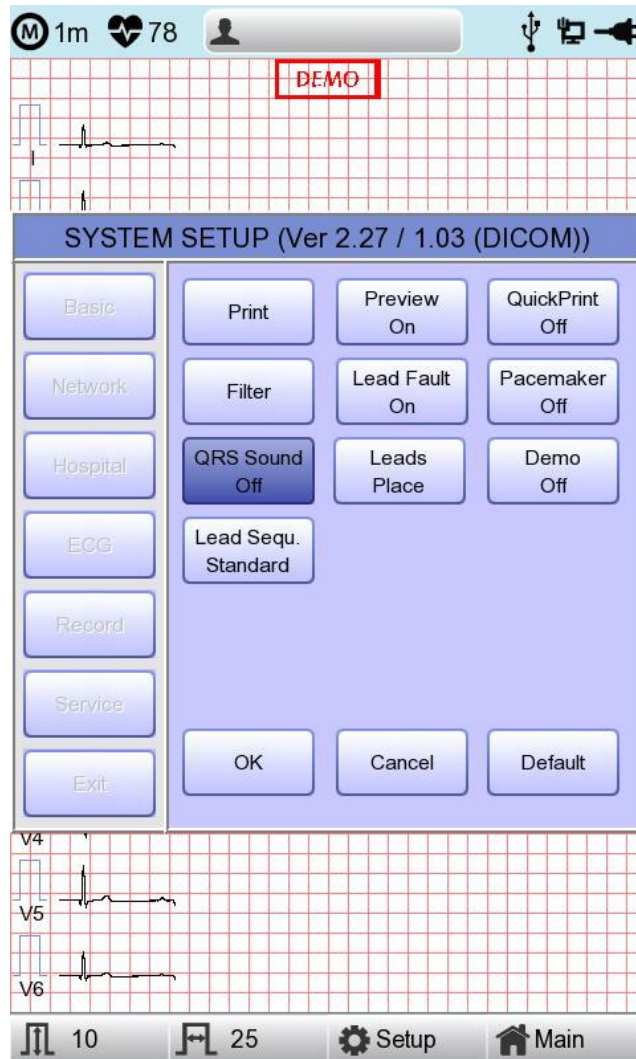 M 1m 78
DEMO
I
SYSTEM SETUP (Ver 2.27 / 1.03 (DICOM))
Basic
Network
Hospital
ECG
Record
Service
Exit
Print
Preview
On
QuickPrint
Off
Filter
Lead Fault
On
Pacemaker
Off
QRS Sound
Off
Leads
Place
Demo
Off
Lead Sequ.
Standard
OK
Cancel
Default
V4
V5
V6
10
25
Setup
Main